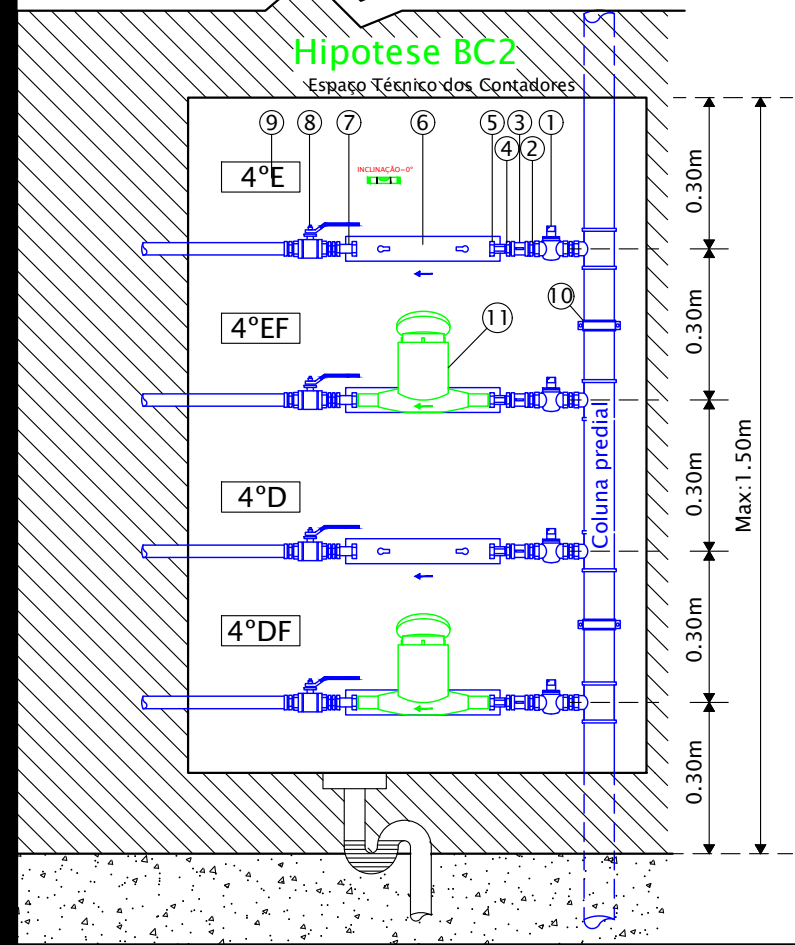 Hipotese BC2
Espaço Técnico dos Contadores
9 8 7 6 5 3 1
4 2
4ºE
INCLINAÇÃO=0º
0.30m
10
11
4ºEF
0.30m
Coluna predial
4ºD
0.30m
Max:1.50m
4ºDF
0.30m
0.30m